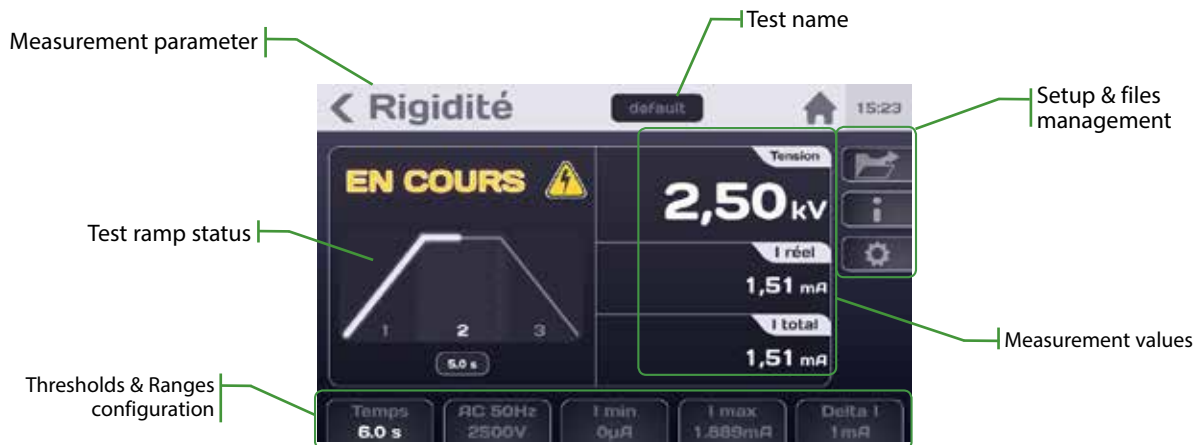 Test name
Measurement parameter
Setup & files
management
Rigidité
default
15:23
Tension
EN COURS
2,50 kV
Test ramp status
I réel
1,51 mA
1 2 3
I total
Measurement values
5.0 s
1,51 mA
Thresholds & Ranges
configuration
Temps
6.0 s
AC 50Hz
2500V
I min
0µA
I max
1.889mA
Delta I
1mA